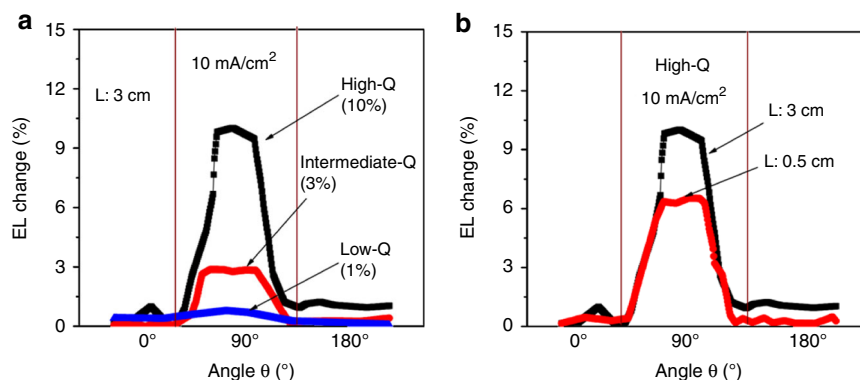 a
15
12
9
6
3
0
EL change (%)
L: 3 cm
10 mA/cm²
High-Q
(10%)
Intermediate-Q
(3%)
Low-Q
(1%)
0°
90°
180°
Angle θ (°)
b
15
12
9
6
3
0
EL change (%)
High-Q
10 mA/cm²
L: 3 cm
L: 0.5 cm
0°
90°
180°
Angle θ (°)